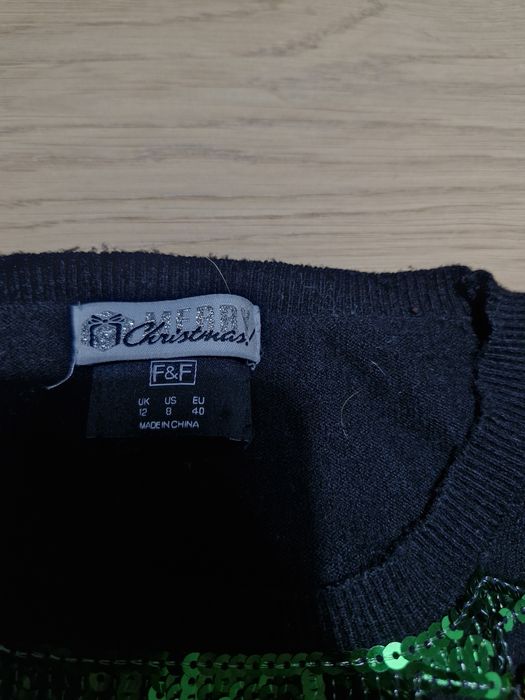 MERRY
Christmas!
F&F
UK US EU
12 8 40
MADE IN CHINA